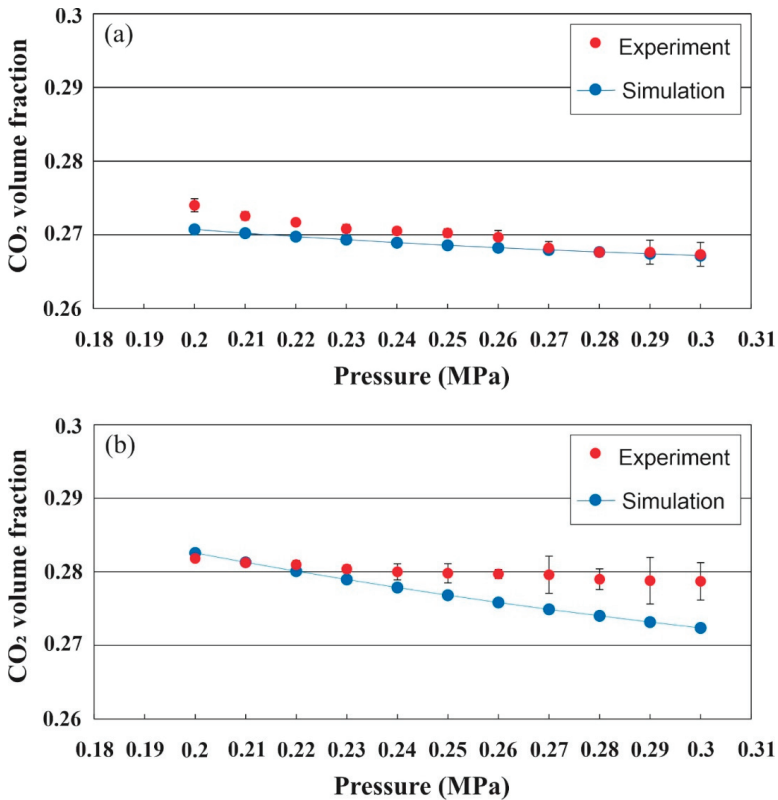 0.3
(a)
Experiment
Simulation
0.29
0.28
0.27
0.26
CO₂ volume fraction
0.18 0.19 0.2 0.21 0.22 0.23 0.24 0.25 0.26 0.27 0.28 0.29 0.3 0.31
Pressure (MPa)
0.3
(b)
Experiment
Simulation
0.29
0.28
0.27
0.26
CO₂ volume fraction
0.18 0.19 0.2 0.21 0.22 0.23 0.24 0.25 0.26 0.27 0.28 0.29 0.3 0.31
Pressure (MPa)